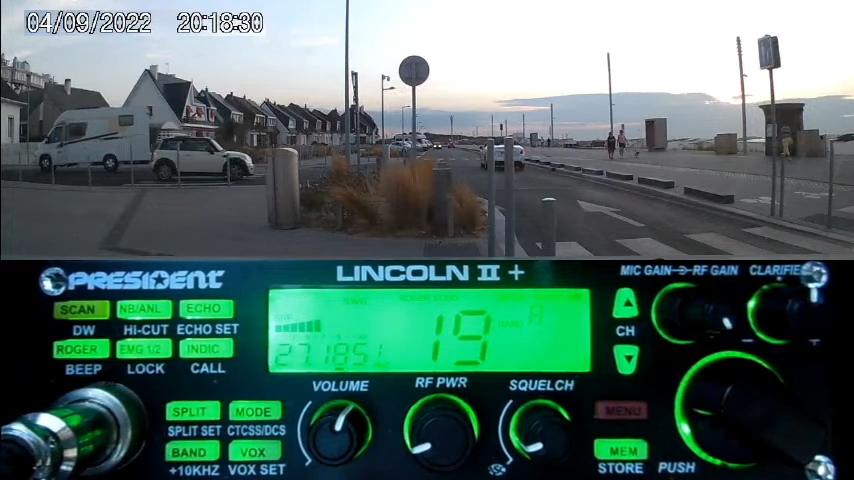 04/09/2022 20:18:30
PRESIDENT
LINCOLN II +
MIC GAIN RF GAIN CLARIFIER
SCAN NB/ANL ECHO
DW HI-CUT ECHO SET
ROGER EMG 1/2 INDIC
BEEP LOCK CALL
19
BAND A
27.185
CH
VOLUME RF PWR SQUELCH
SPLIT MODE
SPLIT SET CTCSS/DCS
BAND VOX
+10KHZ VOX SET
MENU
MEM
STORE PUSH